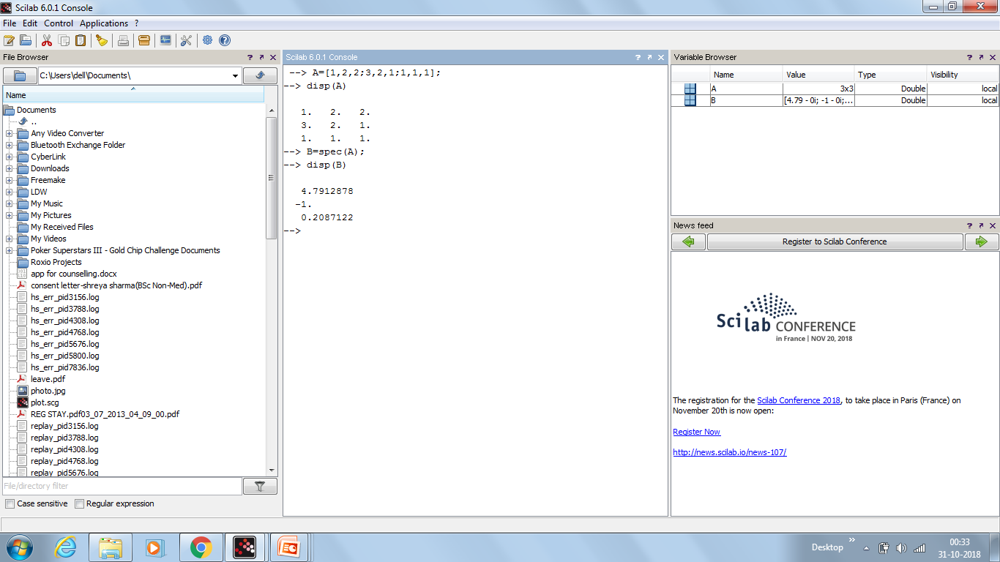 Scilab 6.0.1 Console
File Edit Control Applications ?
File Browser
C:\Users\dell\Documents\
Name
Documents
..
Any Video Converter
Bluetooth Exchange Folder
CyberLink
Downloads
Freemake
LDW
My Music
My Pictures
My Received Files
My Videos
Poker Superstars III - Gold Chip Challenge Documents
Roxio Projects
app for counselling.docx
consent letter-shreya sharma(BSc Non-Med).pdf
hs_err_pid3156.log
hs_err_pid3788.log
hs_err_pid4308.log
hs_err_pid4768.log
hs_err_pid5676.log
hs_err_pid5800.log
hs_err_pid7836.log
leave.pdf
photo.jpg
plot.scg
REG STAY.pdf03_07_2013_04_09_00.pdf
replay_pid3156.log
replay_pid3788.log
replay_pid4308.log
replay_pid4768.log
replay_pid5676.log
File/directory filter
Case sensitive Regular expression
Scilab 6.0.1 Console
--> A=[1,2,2;3,2,1;1,1,1];
--> disp(A)
1. 2. 2.
3. 2. 1.
1. 1. 1.
--> B=spec(A);
--> disp(B)
4.7912878
-1.
0.2087122
-->
Variable Browser
Name Value Type Visibility
A 3x3 Double local
B [4.79 - 0i; -1 - 0i;... Double local
News feed
Register to Scilab Conference
Scilab CONFERENCE
in France | NOV 20, 2018
The registration for the Scilab Conference 2018, to take place in Paris (France) on
November 20th is now open:
Register Now
http://news.scilab.io/news-107/
Desktop
00:33
31-10-2018